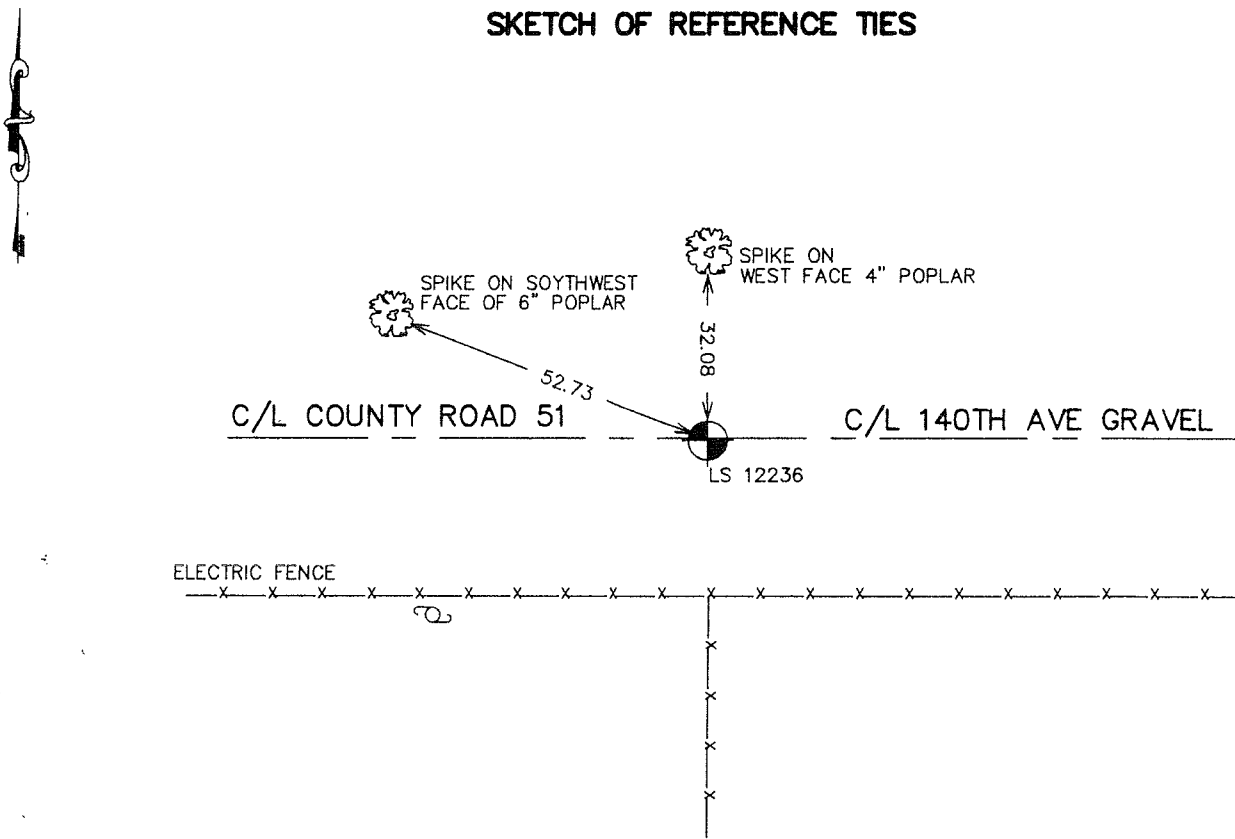 SKETCH OF REFERENCE TIES
SPIKE ON
WEST FACE 4" POPLAR
SPIKE ON SOYTHWEST
FACE OF 6" POPLAR
32.08
52.73
C/L COUNTY ROAD 51
C/L 140TH AVE GRAVEL
LS 12236
ELECTRIC FENCE